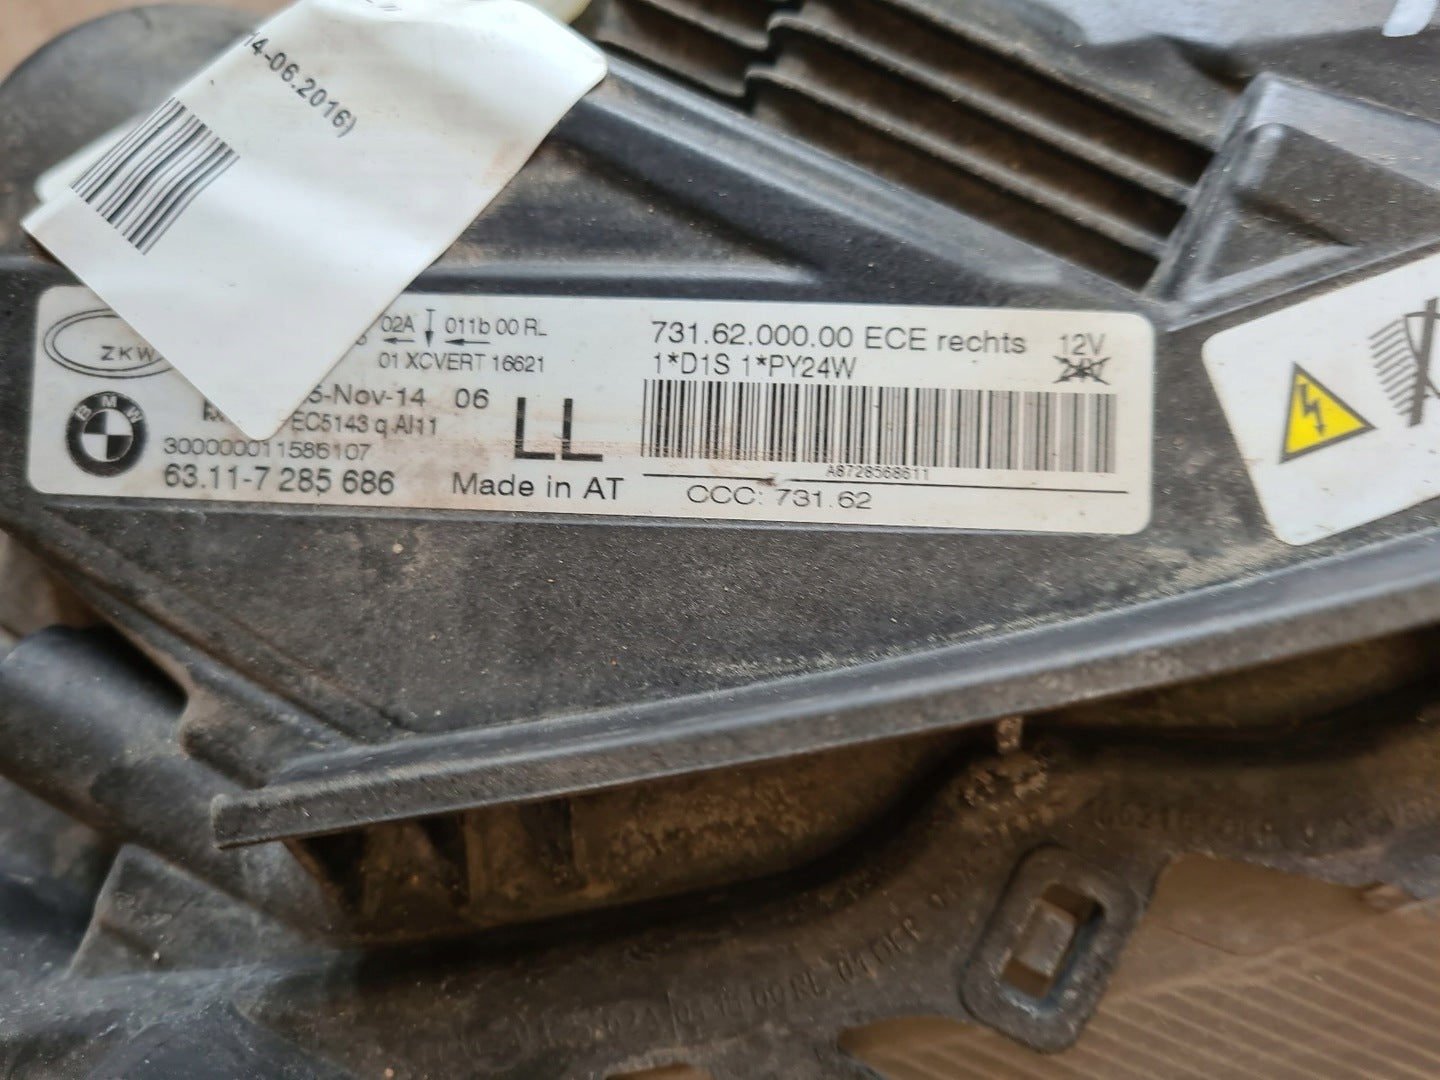 14-06.2016)
ZKW
02A 011b 00 RL
01 XCVERT 16621
-Nov-14 06
EC5143 q AI11
300000011586107
63.11-7 285 686
BMW
LL
Made in AT
731.62.000.00 ECE rechts
1*D1S 1*PY24W
12V
24V
A8728568611
CCC: 731.62